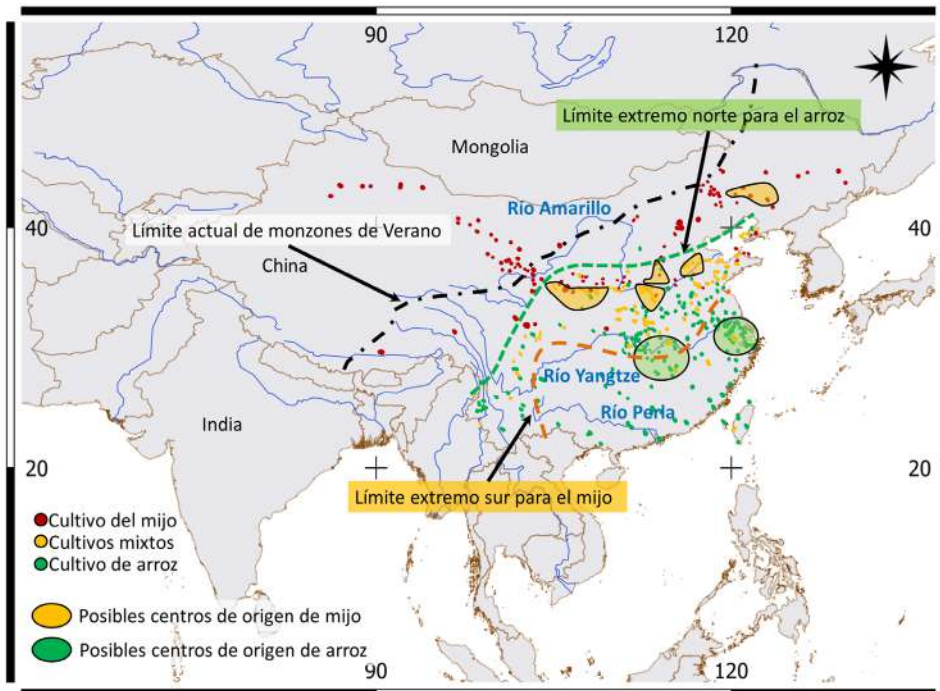 90
120
Límite extremo norte para el arroz
Mongolia
Río Amarillo
40
Límite actual de monzones de Verano
40
China
Río Yangtze
Río Perla
India
20
20
Límite extremo sur para el mijo
Cultivo del mijo
Cultivos mixtos
Cultivo de arroz
Posibles centros de origen de mijo
Posibles centros de origen de arroz
90
120